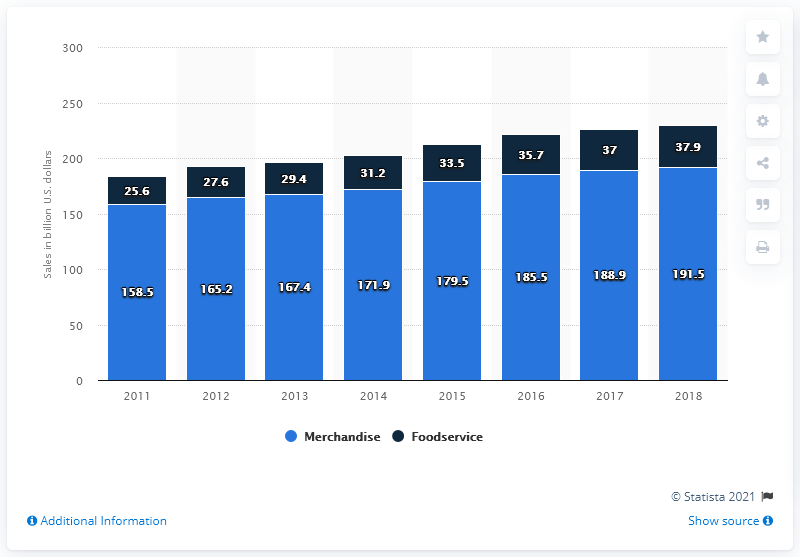 300
250
200
150
100
50
0
Sales in billion U.S. dollars
25.6 27.6 29.4 31.2 33.5 35.7 37 37.9
158.5 165.2 167.4 171.9 179.5 185.5 188.9 191.5
2011 2012 2013 2014 2015 2016 2017 2018
Merchandise Foodservice
© Statista 2021
Additional Information Show source